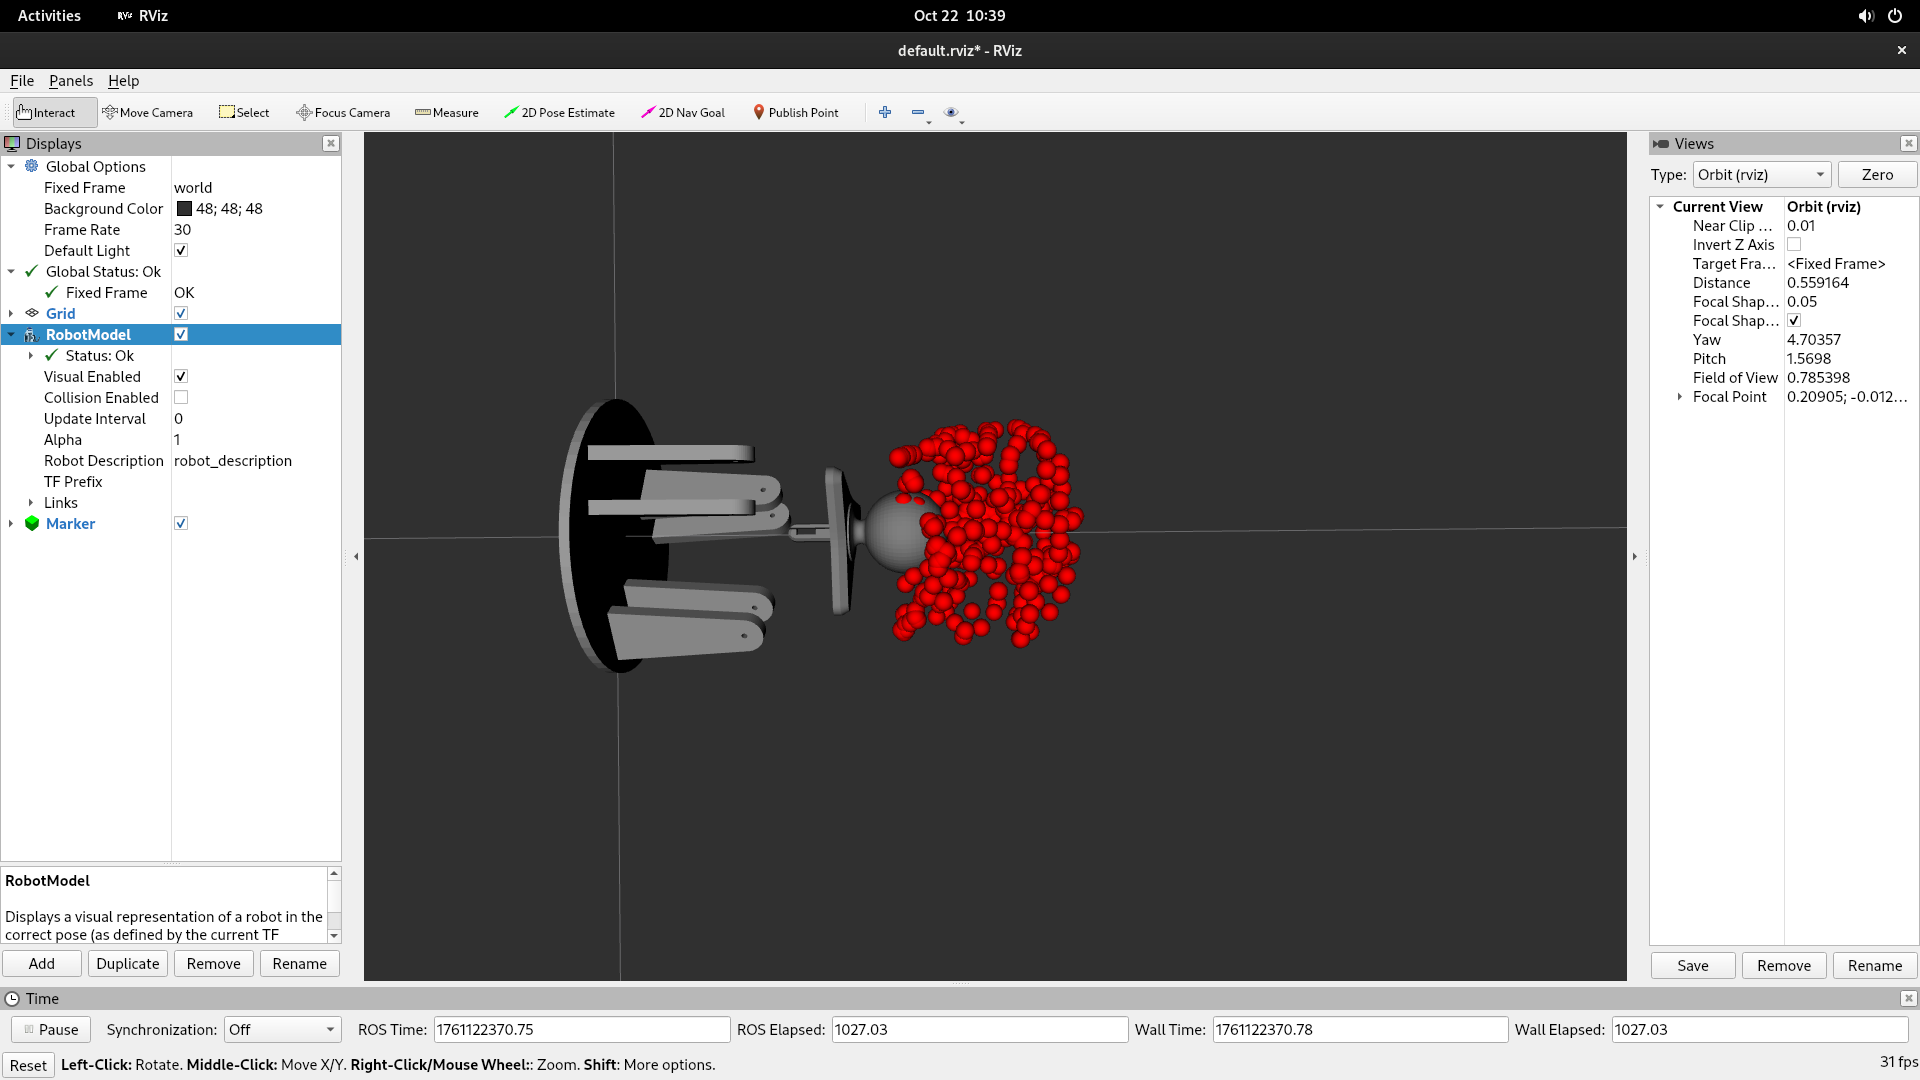 Activities RViz Oct 22 10:39
default.rviz* - RViz
File Panels Help
Interact Move Camera Select Focus Camera Measure 2D Pose Estimate 2D Nav Goal Publish Point
Displays
Global Options
Fixed Frame world
Background Color 48; 48; 48
Frame Rate 30
Default Light
Global Status: Ok
Fixed Frame OK
Grid
RobotModel
Status: Ok
Visual Enabled
Collision Enabled
Update Interval 0
Alpha 1
Robot Description robot_description
TF Prefix
Links
Marker
RobotModel
Displays a visual representation of a robot in the
correct pose (as defined by the current TF
Add Duplicate Remove Rename
Views
Type: Orbit (rviz) Zero
Current View Orbit (rviz)
Near Clip ... 0.01
Invert Z Axis
Target Fra... <Fixed Frame>
Distance 0.559164
Focal Shap... 0.05
Focal Shap...
Yaw 4.70357
Pitch 1.5698
Field of View 0.785398
Focal Point 0.20905; -0.012...
Save Remove Rename
Time
Pause Synchronization: Off ROS Time: 1761122370.75 ROS Elapsed: 1027.03 Wall Time: 1761122370.78 Wall Elapsed: 1027.03
Reset Left-Click: Rotate. Middle-Click: Move X/Y. Right-Click/Mouse Wheel:: Zoom. Shift: More options. 31 fps